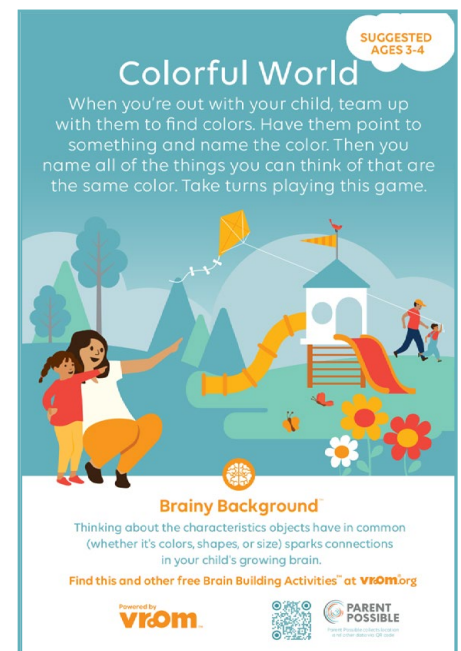 SUGGESTED
AGES 3-4
Colorful World
When you're out with your child, team up
with them to find colors. Have them point to
something and name the color. Then you
name all of the things you can think of that are
the same color. Take turns playing this game.
Brainy Background™
Thinking about the characteristics objects have in common
(whether it's colors, shapes, or size) sparks connections
in your child's growing brain.
Find this and other free Brain Building Activities™ at vroom.org
Powered by
vroom™
PARENT
POSSIBLE